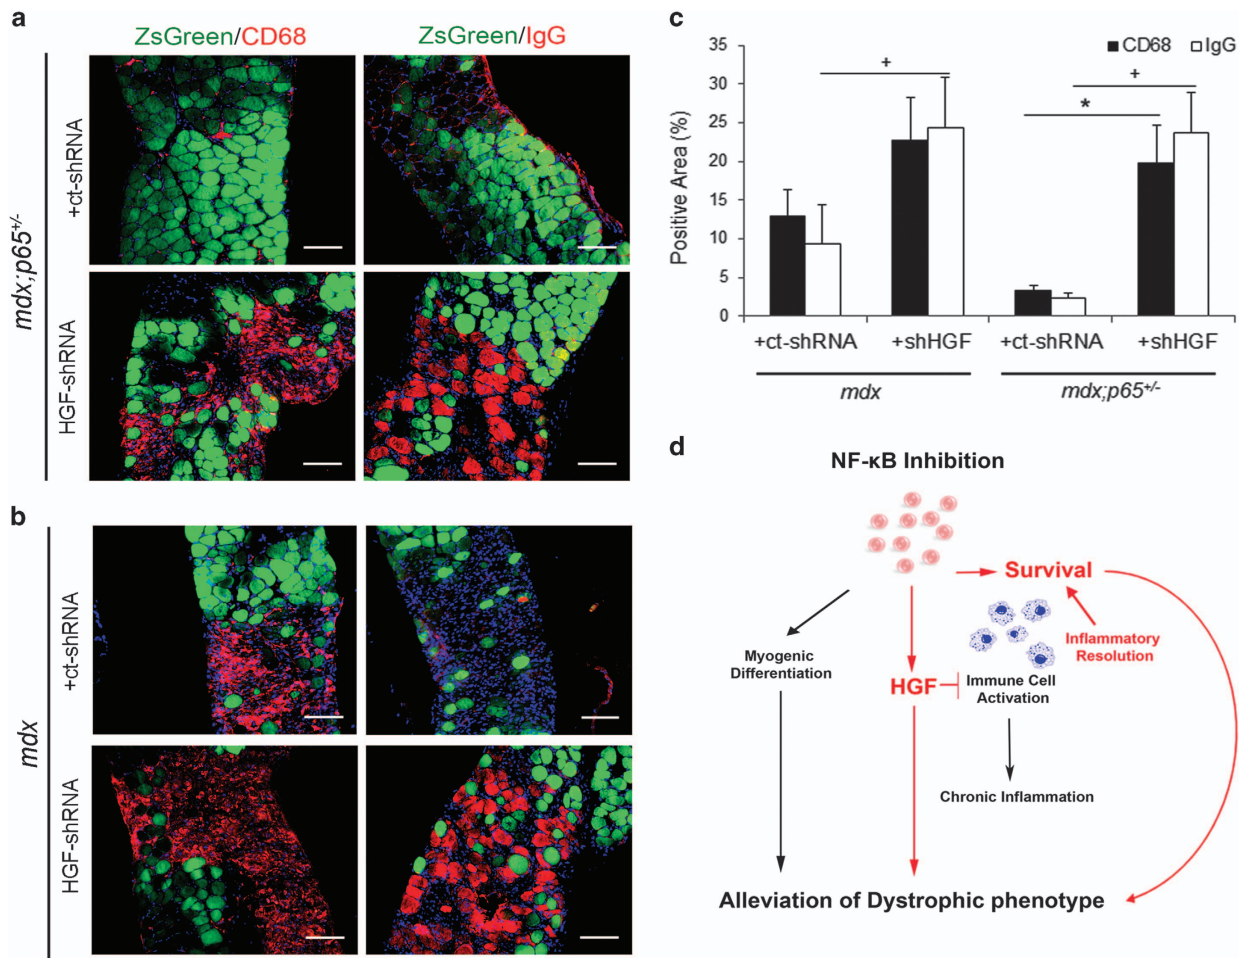 a
ZsGreen/CD68
ZsGreen/IgG
mdx;p65+/-
+ct-shRNA
HGF-shRNA
b
mdx
+ct-shRNA
HGF-shRNA
c
CD68
IgG
Positive Area (%)
35
30
25
20
15
10
5
0
+
*
+
+ct-shRNA
+shHGF
+ct-shRNA
+shHGF
mdx
mdx;p65+/-
d
NF-κB Inhibition
Survival
Inflammatory
Resolution
Myogenic
Differentiation
HGF
Immune Cell
Activation
Chronic Inflammation
Alleviation of Dystrophic phenotype